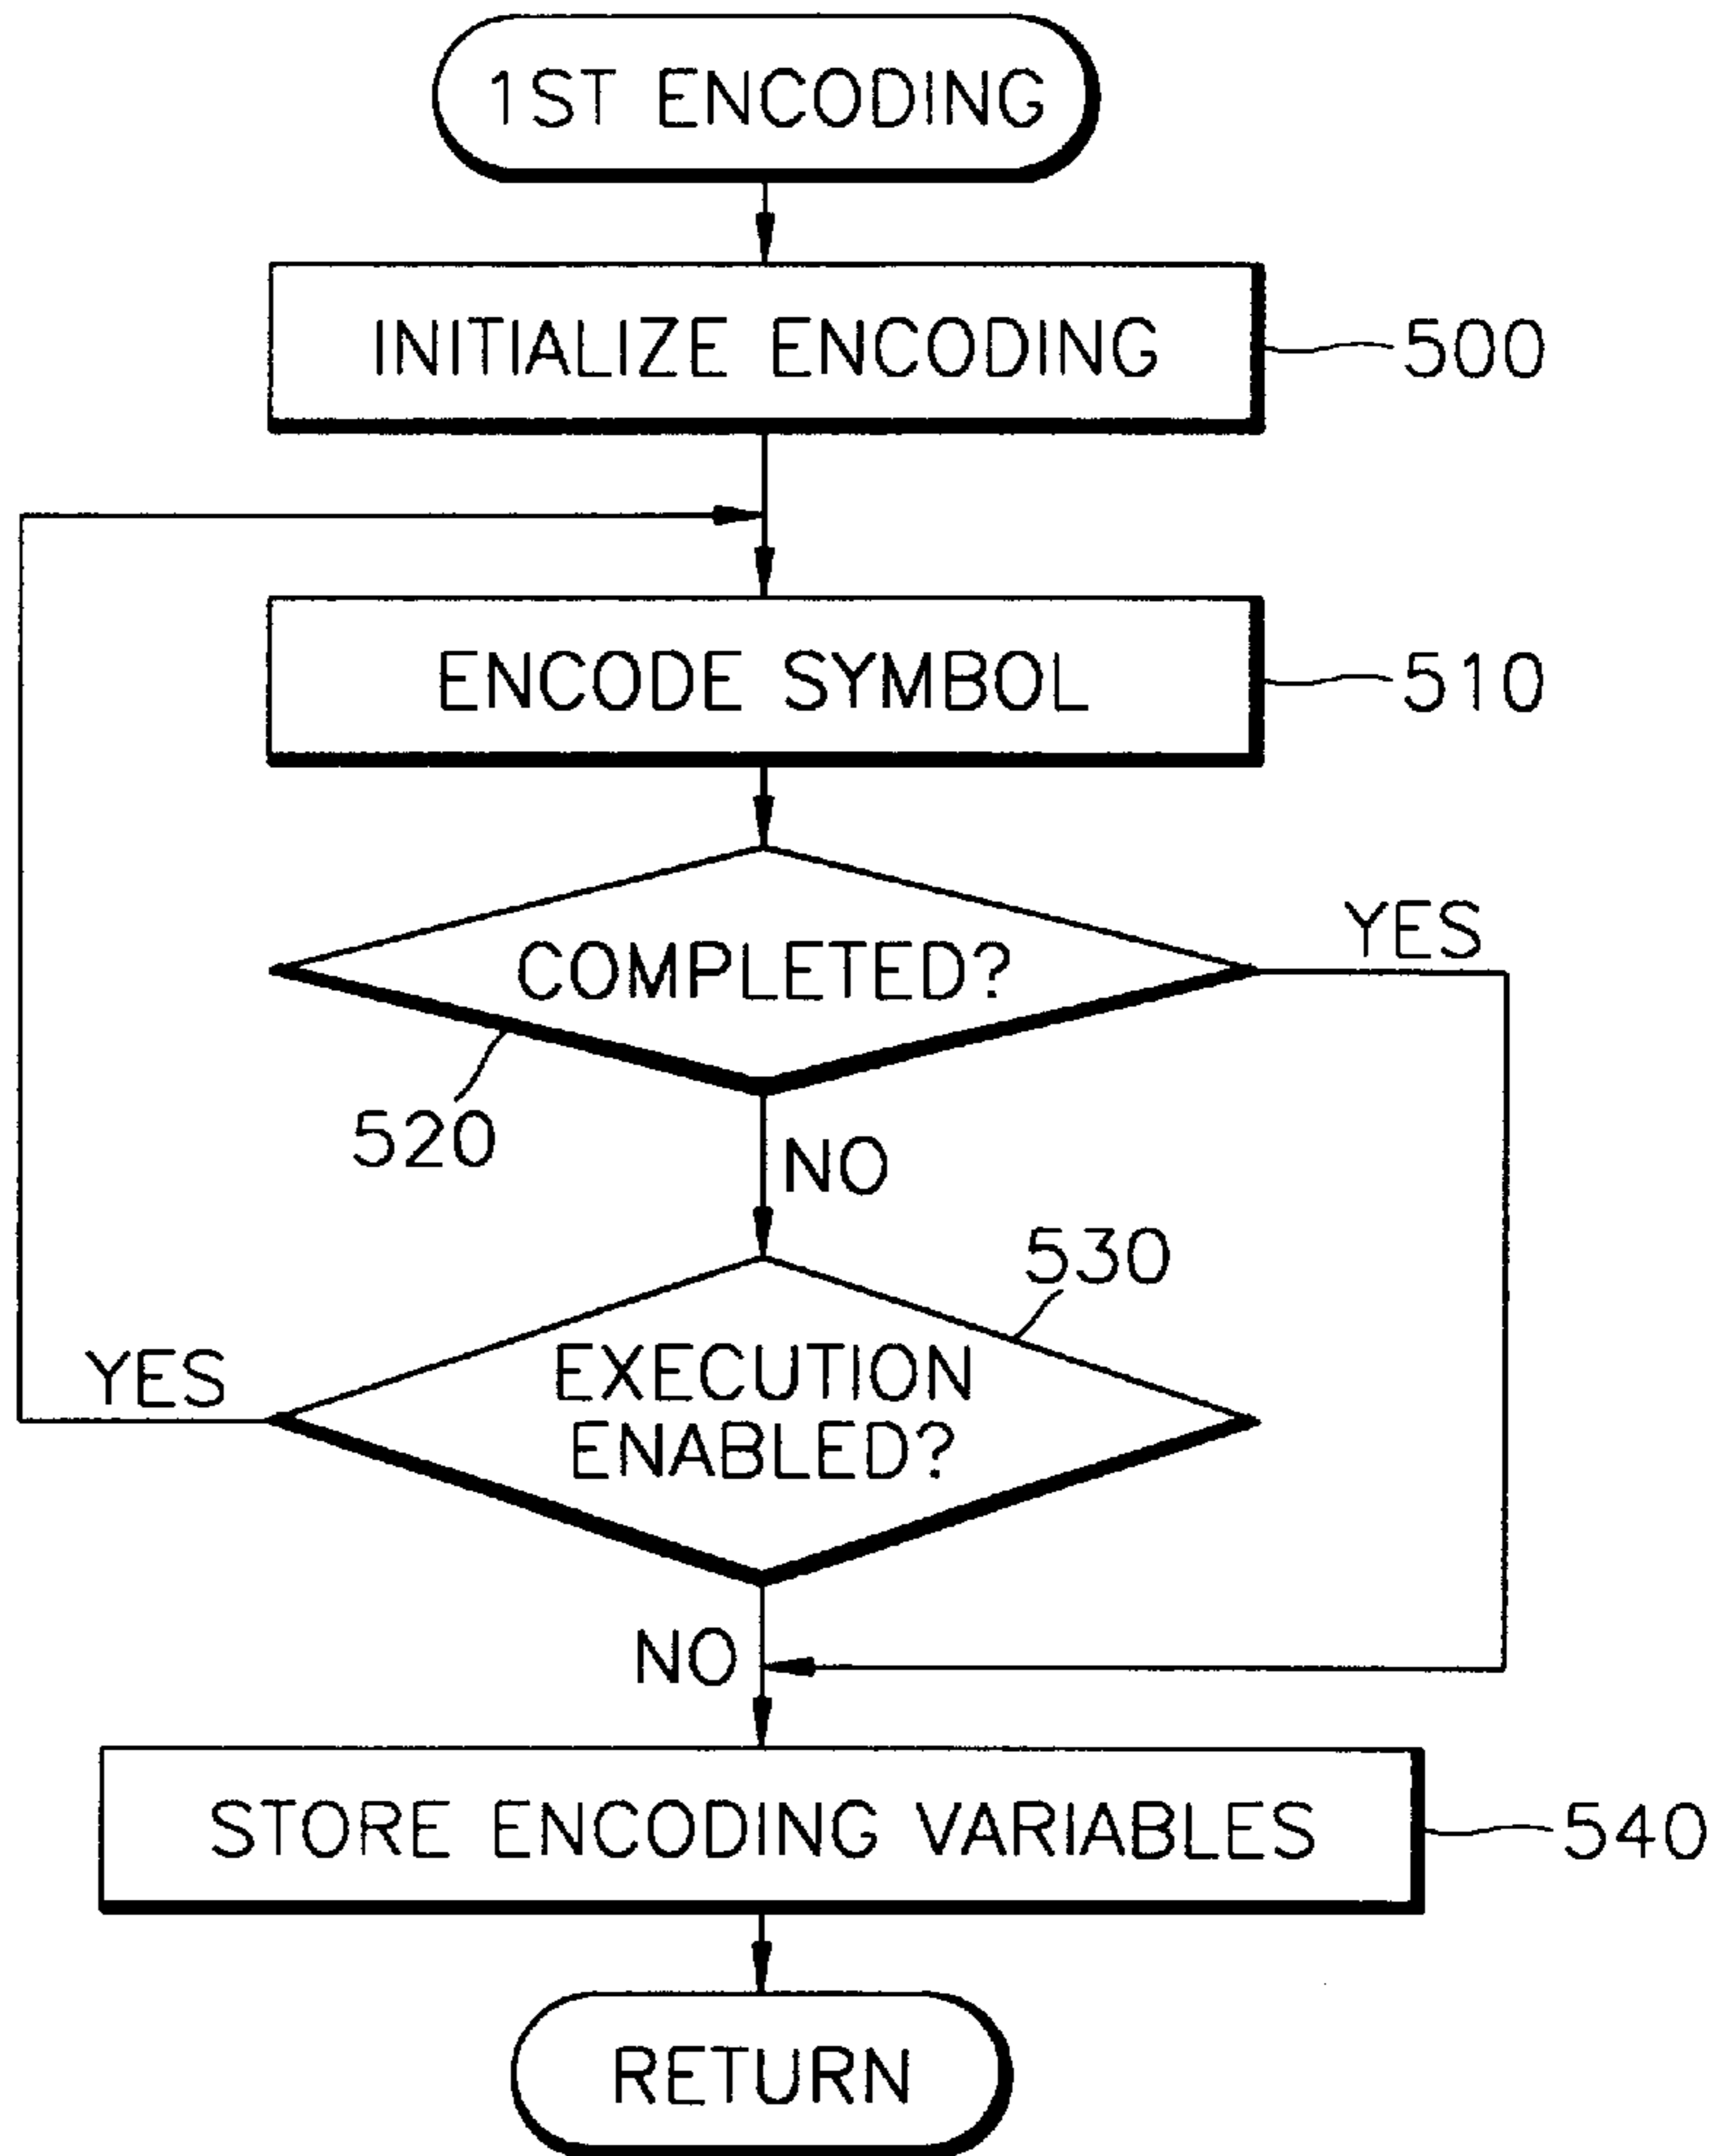 1ST ENCODING
INITIALIZE ENCODING
500
ENCODE SYMBOL
510
COMPLETED?
YES
520
NO
530
EXECUTION
ENABLED?
YES
NO
STORE ENCODING VARIABLES
540
RETURN